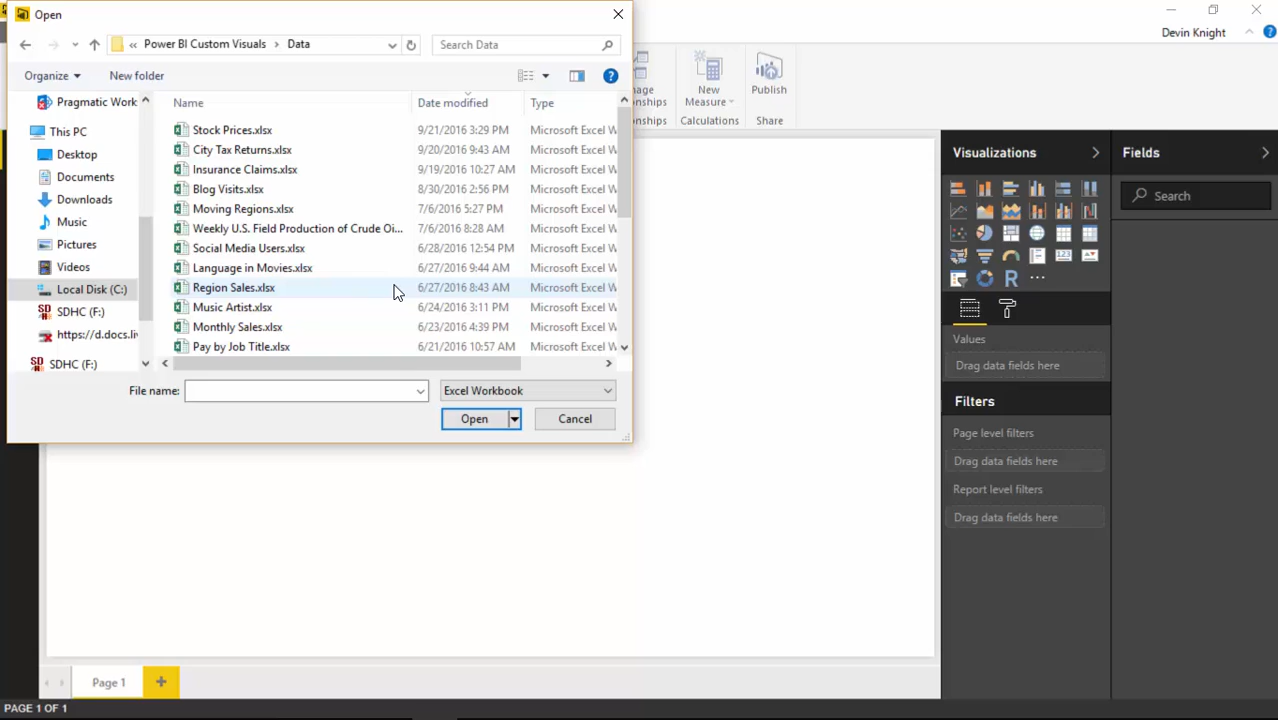 Open
Power BI Custom Visuals
Data
Search Data
Organize
New folder
Pragmatic Work
This PC
Desktop
Documents
Downloads
Music
Pictures
Videos
Local Disk (C:)
SDHC (F:)
https://d.docs.li
SDHC (F:)
Name Date modified Type
Stock Prices.xlsx 9/21/2016 3:29 PM Microsoft Excel W
City Tax Returns.xlsx 9/20/2016 9:43 AM Microsoft Excel W
Insurance Claims.xlsx 9/19/2016 10:27 AM Microsoft Excel W
Blog Visits.xlsx 8/30/2016 2:56 PM Microsoft Excel W
Moving Regions.xlsx 7/6/2016 5:27 PM Microsoft Excel W
Weekly U.S. Field Production of Crude Oi... 7/6/2016 8:28 AM Microsoft Excel W
Social Media Users.xlsx 6/28/2016 12:54 PM Microsoft Excel W
Language in Movies.xlsx 6/27/2016 9:44 AM Microsoft Excel W
Region Sales.xlsx 6/27/2016 8:43 AM Microsoft Excel W
Music Artist.xlsx 6/24/2016 3:11 PM Microsoft Excel W
Monthly Sales.xlsx 6/23/2016 4:39 PM Microsoft Excel W
Pay by Job Title.xlsx 6/21/2016 10:57 AM Microsoft Excel W
File name:
Excel Workbook
Open
Cancel
Devin Knight
nage
onships
New
Measure
Publish
onships
Calculations
Share
Visualizations
R
Values
Drag data fields here
Filters
Page level filters
Drag data fields here
Report level filters
Drag data fields here
Fields
Search
Page 1
PAGE 1 OF 1